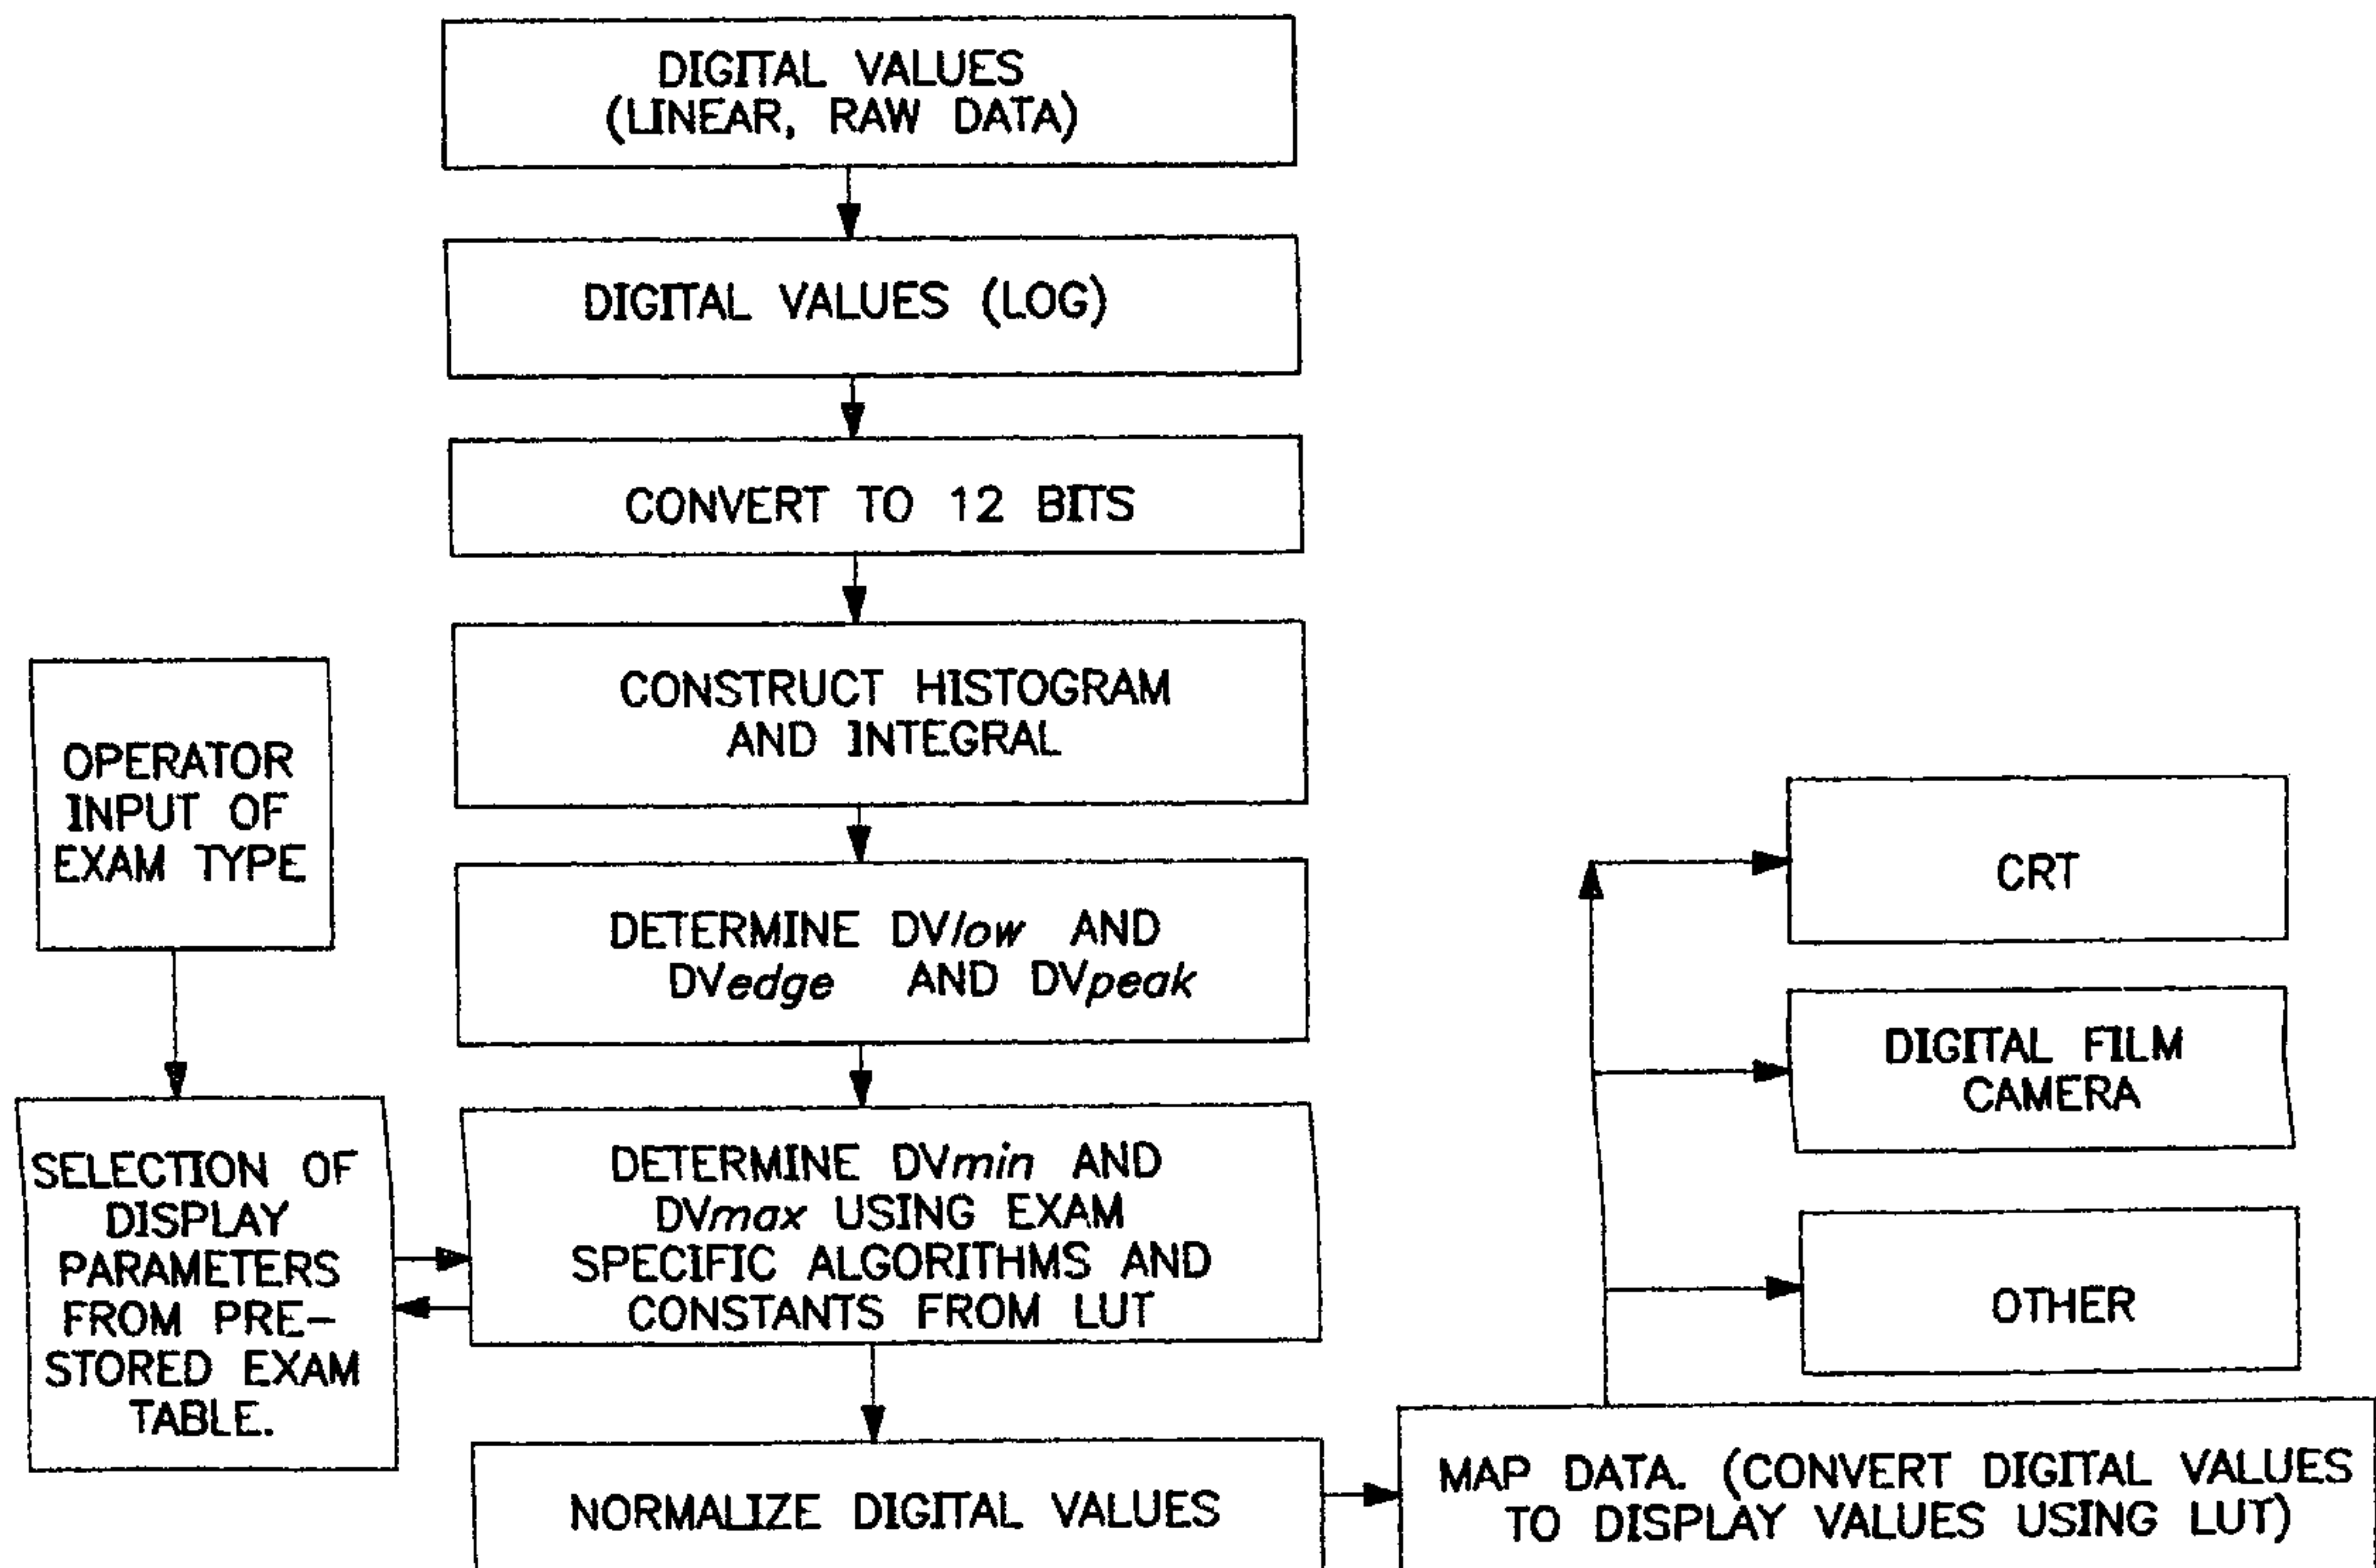 DIGITAL VALUES
(LINEAR, RAW DATA)
DIGITAL VALUES (LOG)
CONVERT TO 12 BITS
CONSTRUCT HISTOGRAM
AND INTEGRAL
OPERATOR
INPUT OF
EXAM TYPE
DETERMINE DVlow AND
DVedge AND DVpeak
SELECTION OF
DISPLAY
PARAMETERS
FROM PRE-
STORED EXAM
TABLE.
DETERMINE DVmin AND
DVmax USING EXAM
SPECIFIC ALGORITHMS AND
CONSTANTS FROM LUT
NORMALIZE DIGITAL VALUES
MAP DATA. (CONVERT DIGITAL VALUES
TO DISPLAY VALUES USING LUT)
CRT
DIGITAL FILM
CAMERA
OTHER